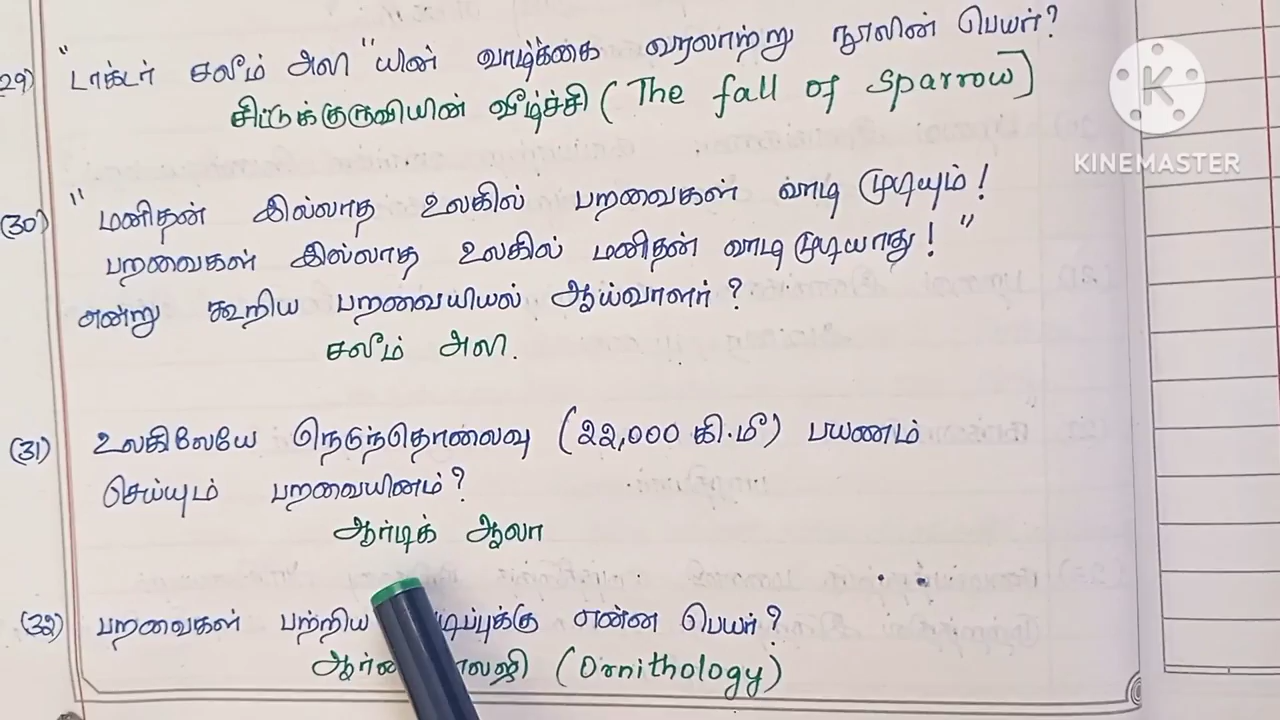 29) "டாக்டர் சலீம் அலி"யின் வாழ்க்கை வரலாற்று நூலின் பெயர்?
சிட்டுக்குருவியின் வீழ்ச்சி (The fall of Sparrow)
(30) "மனிதன் இல்லாத உலகில் பறவைகள் வாழ முடியும்!
பறவைகள் இல்லாத உலகில் மனிதன் வாழ முடியாது!"
என்று கூறிய பறவையியல் ஆய்வாளர்?
சலீம் அலி.
(31) உலகிலேயே நெடுந்தொலைவு (22,000 கி.மீ) பயணம்
செய்யும் பறவையினம்?
ஆர்டிக் ஆலா
(32) பறவைகள் பற்றிய எண்ன பெயர்?
(Ornithology)
KINEMASTER